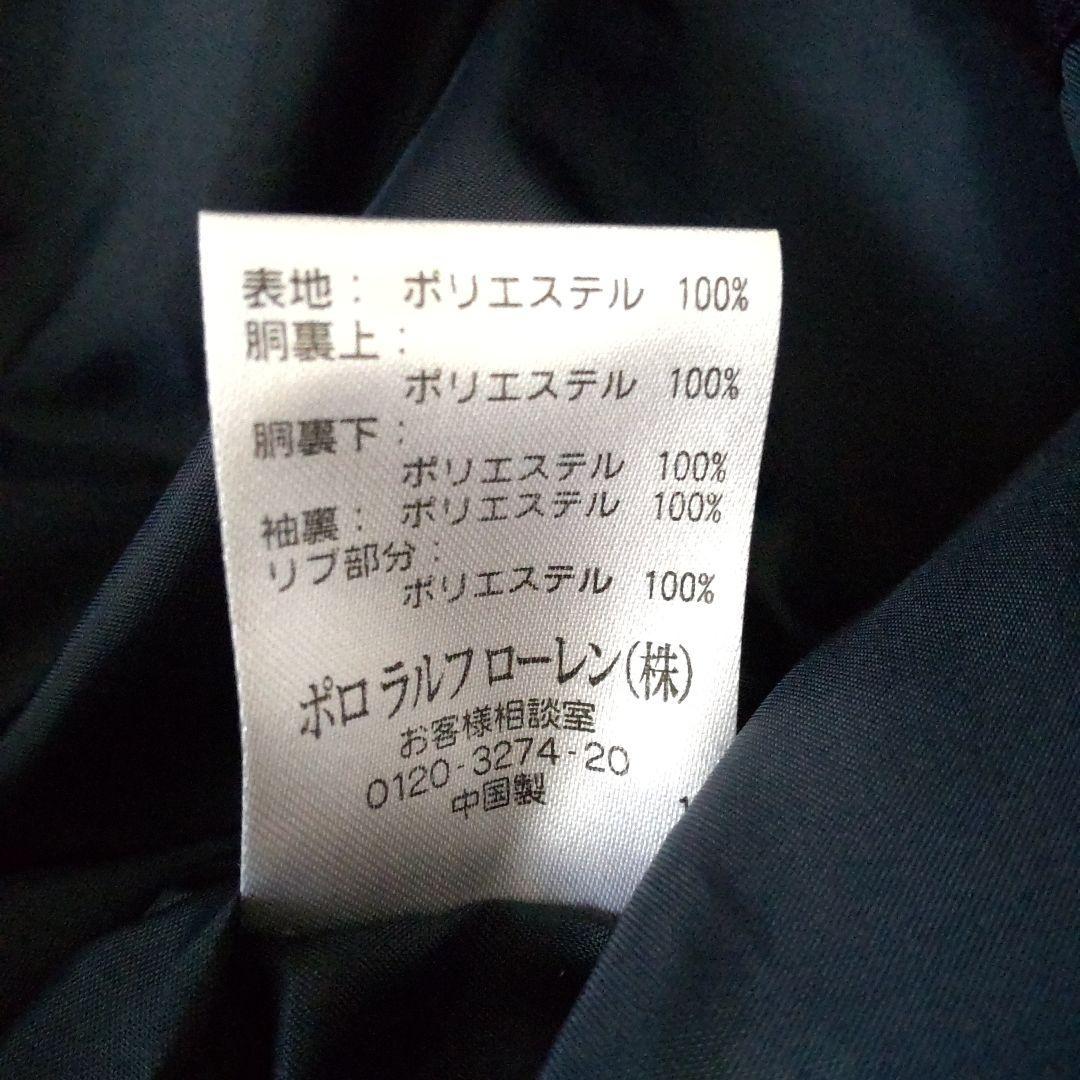 表地： ポリエステル 100%
胴裏上：
ポリエステル 100%
胴裏下：
ポリエステル 100%
袖裏： ポリエステル 100%
リブ部分：
ポリエステル 100%
ポロ ラルフ ローレン(株)
お客様相談室
0120-3274-20
中国製